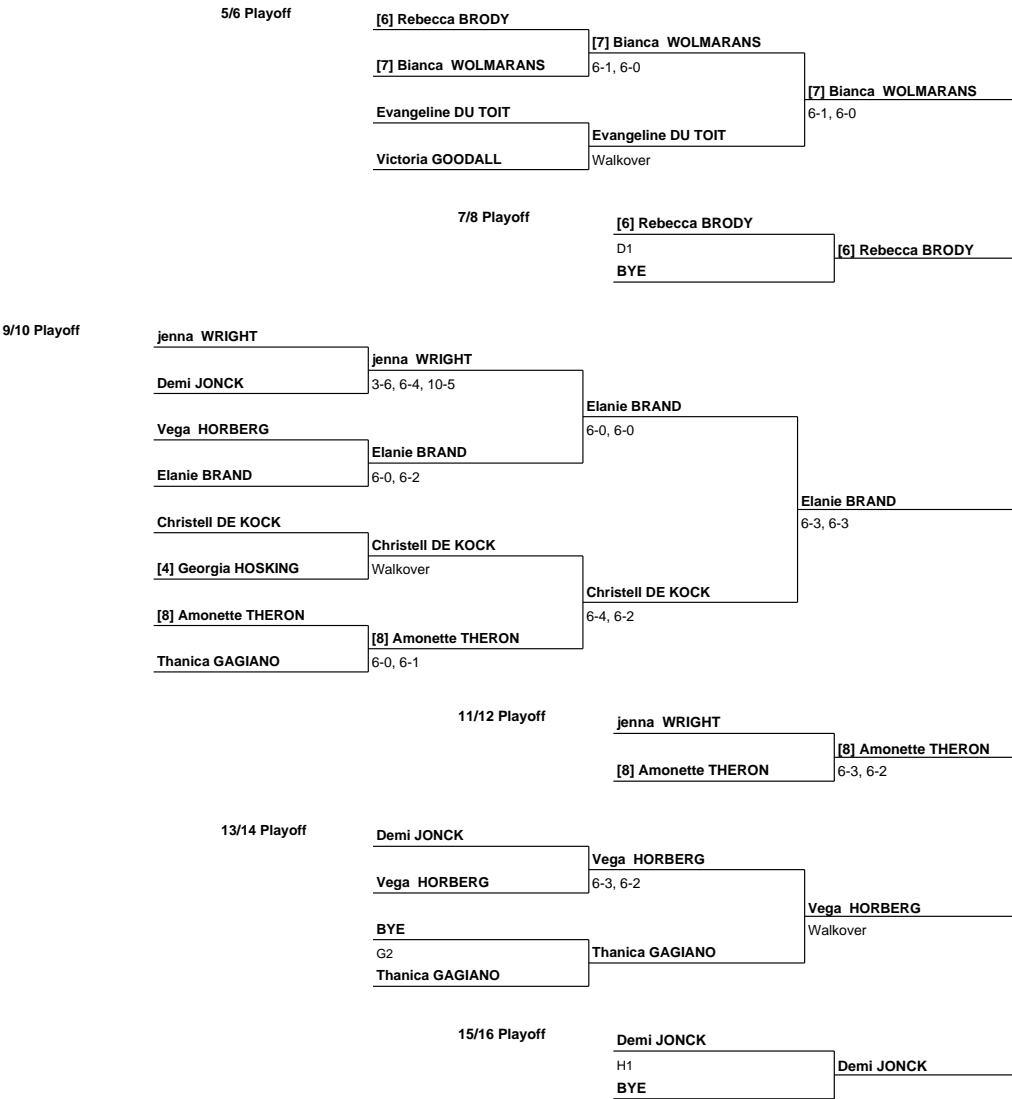 5/6 Playoff
[6] Rebecca BRODY
[7] Bianca WOLMARANS
[7] Bianca WOLMARANS
6-1, 6-0
[7] Bianca WOLMARANS
6-1, 6-0
Evangeline DU TOIT
Evangeline DU TOIT
Victoria GOODALL
Walkover
7/8 Playoff
[6] Rebecca BRODY
D1
[6] Rebecca BRODY
BYE
9/10 Playoff
jenna WRIGHT
jenna WRIGHT
Demi JONCK
3-6, 6-4, 10-5
Elanie BRAND
6-0, 6-0
Vega HORBERG
Elanie BRAND
Elanie BRAND
6-0, 6-2
Elanie BRAND
6-3, 6-3
Christell DE KOCK
Christell DE KOCK
[4] Georgia HOSKING
Walkover
Christell DE KOCK
6-4, 6-2
[8] Amonette THERON
[8] Amonette THERON
Thanica GAGIANO
6-0, 6-1
11/12 Playoff
jenna WRIGHT
[8] Amonette THERON
[8] Amonette THERON
6-3, 6-2
13/14 Playoff
Demi JONCK
Vega HORBERG
Vega HORBERG
6-3, 6-2
Vega HORBERG
Walkover
BYE
G2
Thanica GAGIANO
Thanica GAGIANO
15/16 Playoff
Demi JONCK
H1
Demi JONCK
BYE